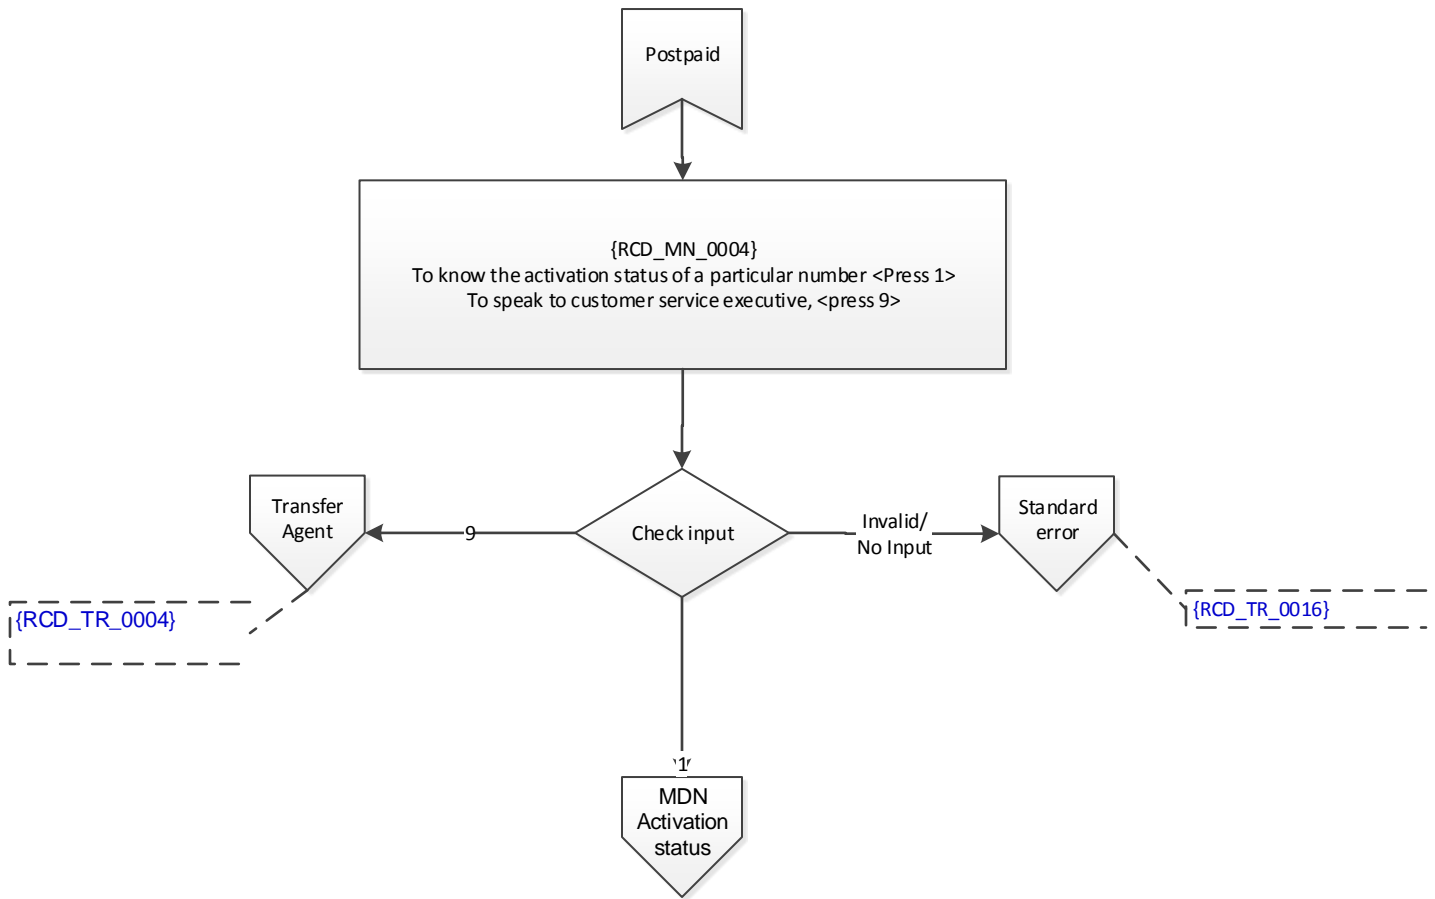 Postpaid
{RCD_MN_0004}
To know the activation status of a particular number <Press 1>
To speak to customer service executive, <press 9>
Transfer
Agent
9
Check input
Invalid/
No Input
Standard
error
{RCD_TR_0004}
{RCD_TR_0016}
1
MDN
Activation
status